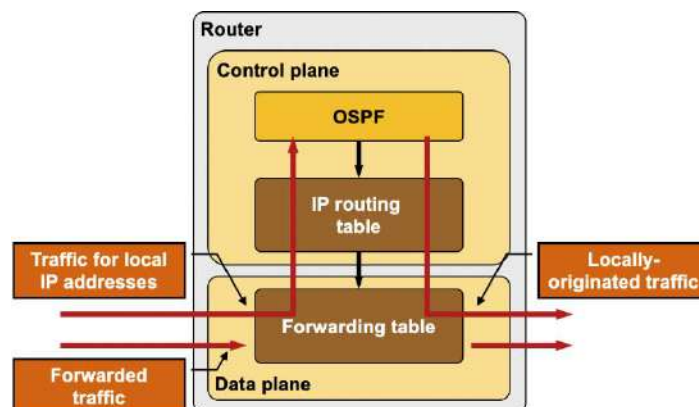 Router
Control plane
OSPF
IP routing
table
Traffic for local
IP addresses
Locally-
originated traffic
Forwarding table
Forwarded
traffic
Data plane